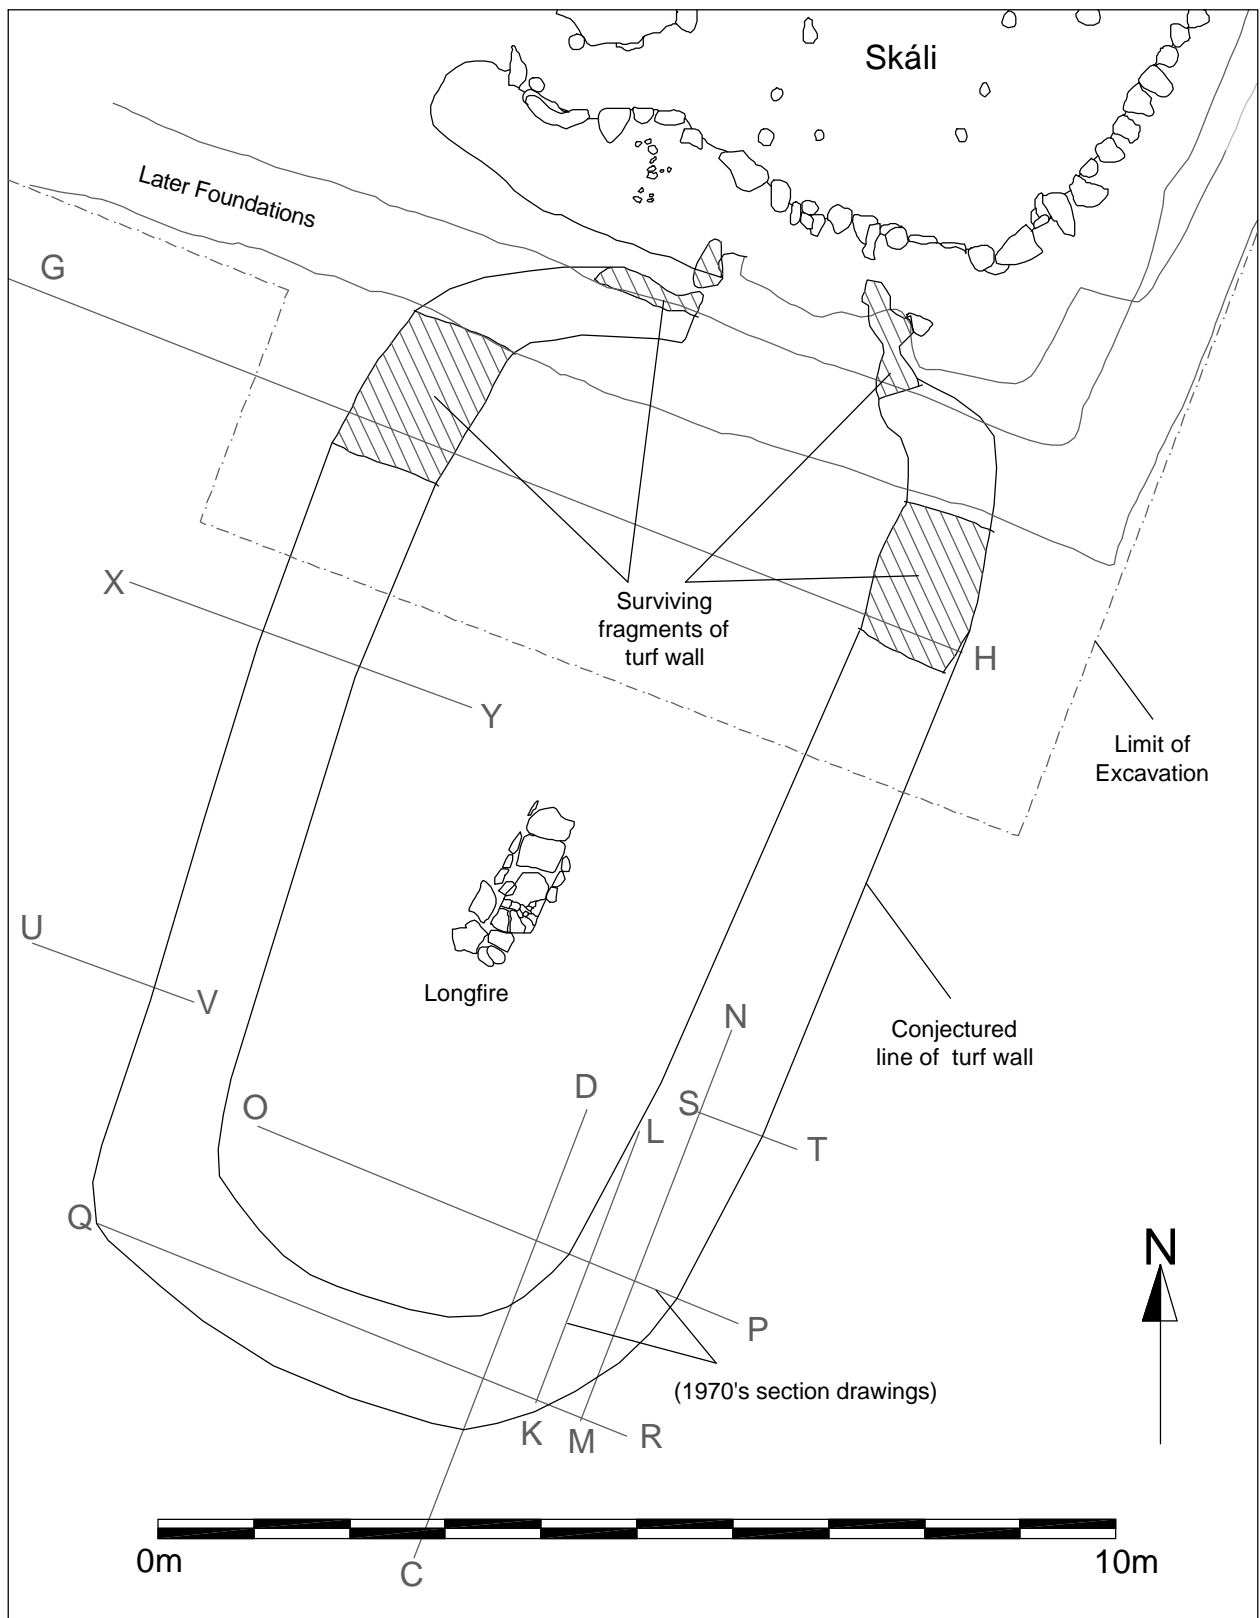 Skáli
Later Foundations
G
X
Surviving
fragments of
turf wall
H
Y
Limit of
Excavation
U
V
Longfire
N
Conjectured
line of turf wall
D
O
S
L
T
Q
N
P
(1970's section drawings)
K
M
R
0m
10m
C